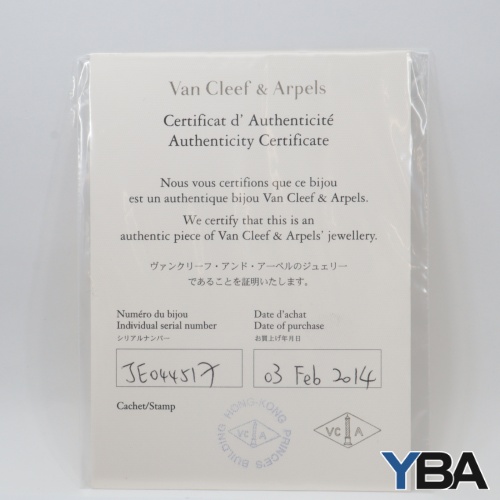 Van Cleef & Arpels
Certificat d' Authenticité
Authenticity Certificate
Nous vous certifions que ce bijou
est un authentique bijou Van Cleef & Arpels.
We certify that this is an
authentic piece of Van Cleef & Arpels' jewellery.
ヴァンクリーフ・アンド・アーペルのジュエリー
であることを証明いたします。
Numéro du bijou
Individual serial number
シリアルナンバー
JE044517
Date d'achat
Date of purchase
お買上げ年月日
03 Feb 2014
Cachet/Stamp
HONG-KONG
PRINCE'S BUILDING
VC A
VC A
YBA